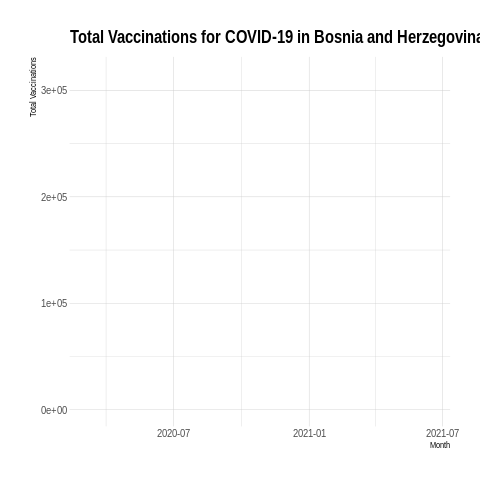 Total Vaccinations for COVID-19 in Bosnia and Herzegovina
Total Vaccinations
3e+05
2e+05
1e+05
0e+00
2020-07
2021-01
2021-07
Month